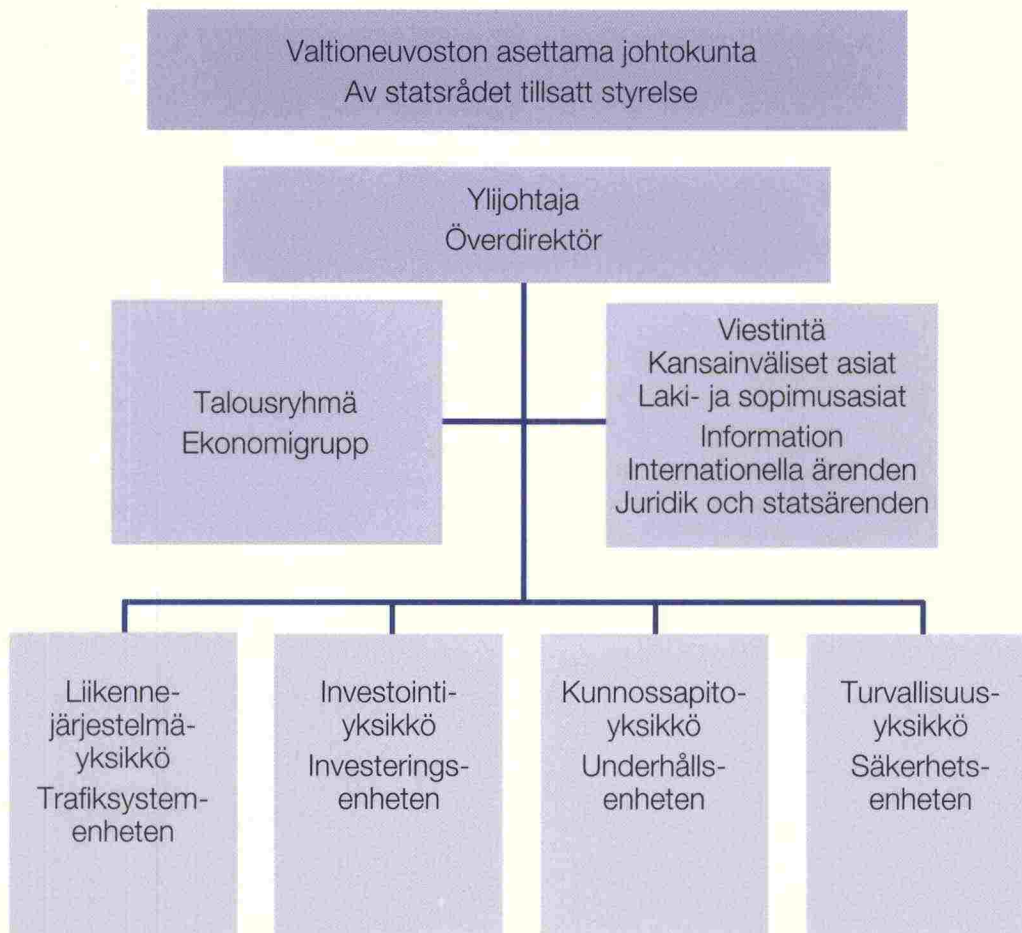 Valtioneuvoston asettama johtokunta
Av statsrådet tillsatt styrelse
Ylijohtaja
Överdirektör
Talousryhmä
Ekonomigrupp
Viestintä
Kansainväliset asiat
Laki- ja sopimusasiat
Information
Internationella ärenden
Juridik och statsärenden
Liikenne-
järjestelmä-
yksikkö
Trafiksystem-
enheten
Investointi-
yksikkö
Investerings-
enheten
Kunnossapito-
yksikkö
Underhålls-
enheten
Turvallisuus-
yksikkö
Säkerhets-
enheten